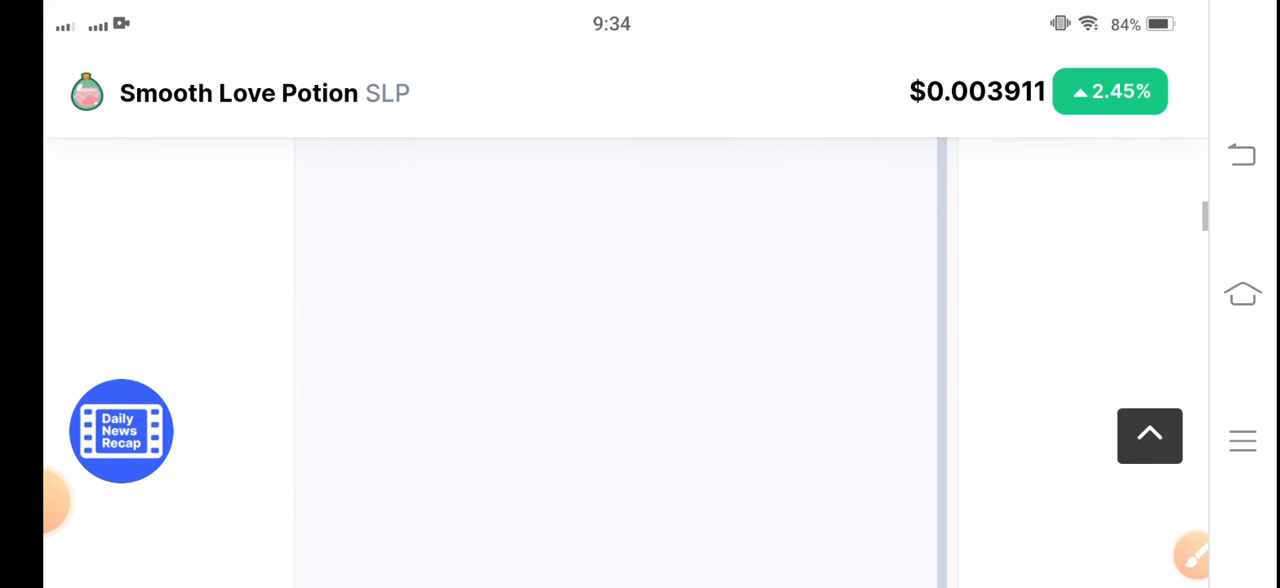 9:34
84%
Smooth Love Potion SLP
$0.003911 2.45%
Daily
News
Recap